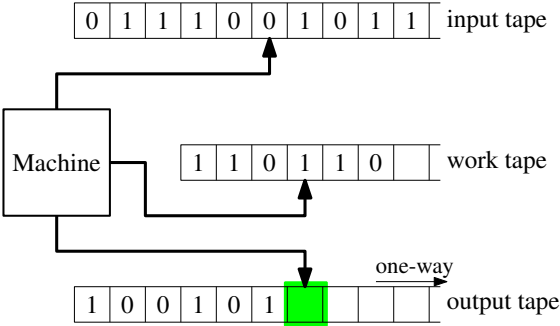 0 1 1 1 0 0 1 0 1 1 input tape
Machine
1 1 0 1 1 0 work tape
one-way
1 0 0 1 0 1 output tape